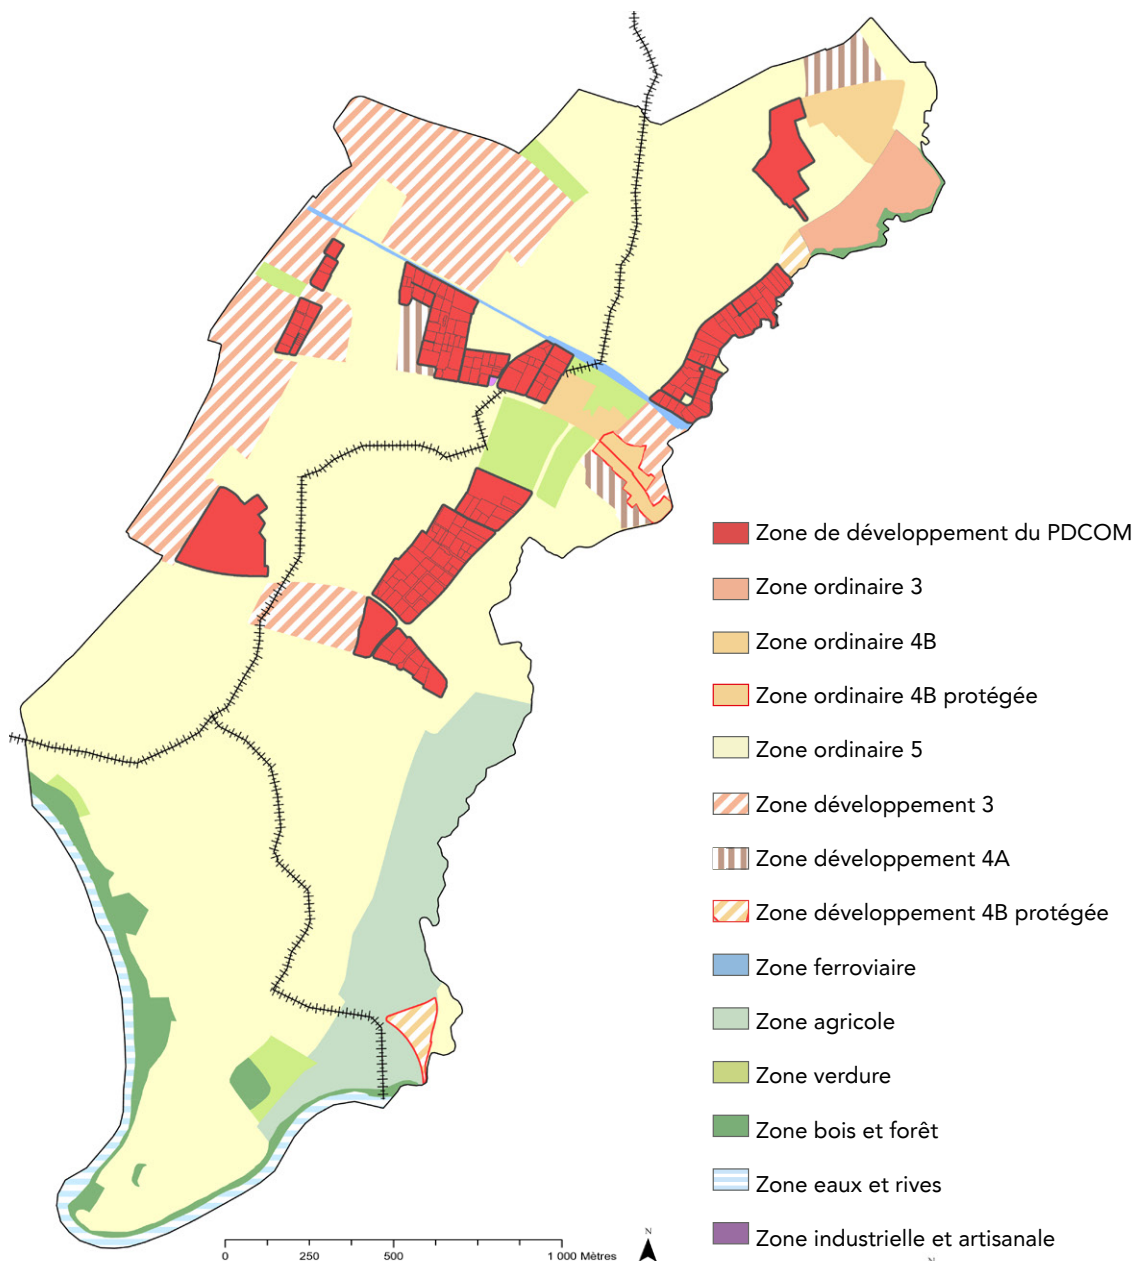 Zone de développement du PDCOM
Zone ordinaire 3
Zone ordinaire 4B
Zone ordinaire 4B protégée
Zone ordinaire 5
Zone développement 3
Zone développement 4A
Zone développement 4B protégée
Zone ferroviaire
Zone agricole
Zone verdure
Zone bois et forêt
Zone eaux et rives
Zone industrielle et artisanale
N
0 250 500 1 000 Mètres
N